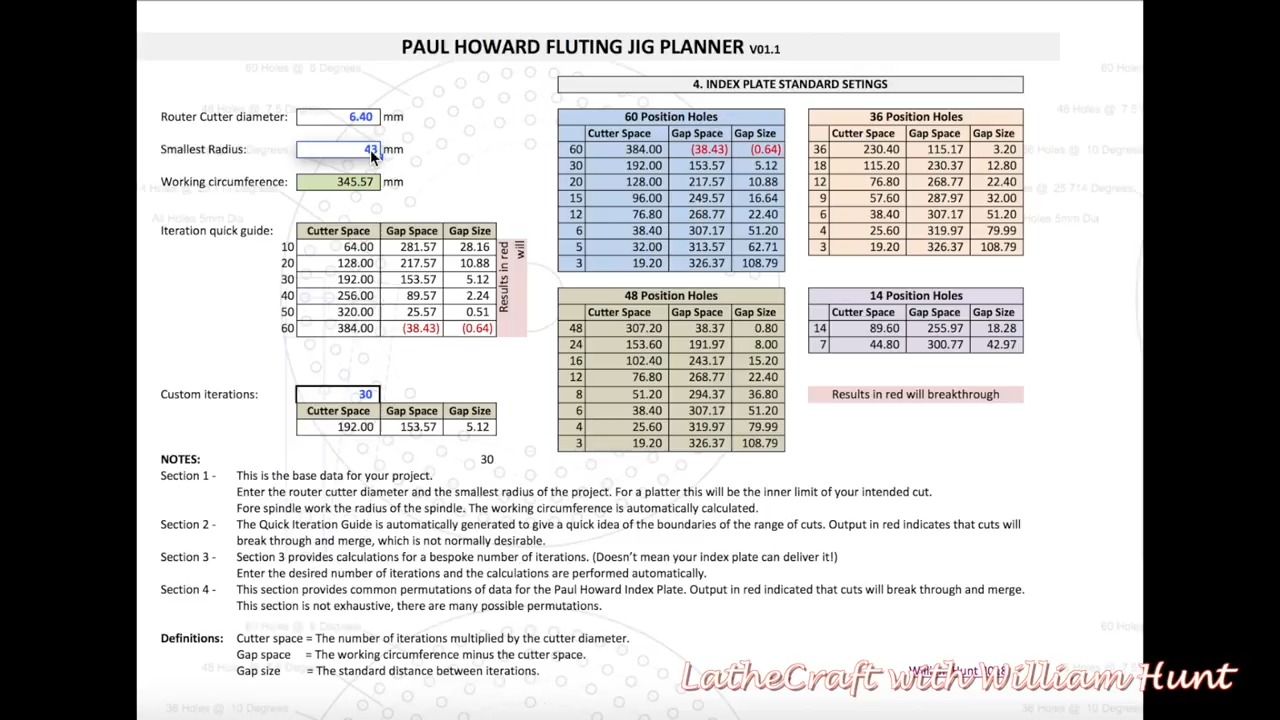 PAUL HOWARD FLUTING JIG PLANNER V01.1
60 Holes @ 6 Degrees
4. INDEX PLATE STANDARD SETINGS
Router Cutter diameter: 6.40 mm
Smallest Radius: 43 mm
Working circumference: 345.57 mm
Iteration quick guide:
Cutter Space Gap Space Gap Size
10 64.00 281.57 28.16
20 128.00 217.57 10.88
30 192.00 153.57 5.12
40 256.00 89.57 2.24
50 320.00 25.57 0.51
60 384.00 (38.43) (0.64)
Results in red will
Custom iterations: 30
Cutter Space Gap Space Gap Size
192.00 153.57 5.12
60 Position Holes
Cutter Space Gap Space Gap Size
60 384.00 (38.43) (0.64)
30 192.00 153.57 5.12
20 128.00 217.57 10.88
15 96.00 249.57 16.64
12 76.80 268.77 22.40
6 38.40 307.17 51.20
5 32.00 313.57 62.71
3 19.20 326.37 108.79
36 Position Holes
Cutter Space Gap Space Gap Size
36 230.40 115.17 3.20
18 115.20 230.37 12.80
12 76.80 268.77 22.40
9 57.60 287.97 32.00
6 38.40 307.17 51.20
4 25.60 319.97 79.99
3 19.20 326.37 108.79
48 Position Holes
Cutter Space Gap Space Gap Size
48 307.20 38.37 0.80
24 153.60 191.97 8.00
16 102.40 243.17 15.20
12 76.80 268.77 22.40
8 51.20 294.37 36.80
6 38.40 307.17 51.20
4 25.60 319.97 79.99
3 19.20 326.37 108.79
14 Position Holes
Cutter Space Gap Space Gap Size
14 89.60 255.97 18.28
7 44.80 300.77 42.97
Results in red will breakthrough
NOTES: 30
Section 1 - This is the base data for your project.
Enter the router cutter diameter and the smallest radius of the project. For a platter this will be the inner limit of your intended cut.
Fore spindle work the radius of the spindle. The working circumference is automatically calculated.
Section 2 - The Quick Iteration Guide is automatically generated to give a quick idea of the boundaries of the range of cuts. Output in red indicates that cuts will
break through and merge, which is not normally desirable.
Section 3 - Section 3 provides calculations for a bespoke number of iterations. (Doesn't mean your index plate can deliver it!)
Enter the desired number of iterations and the calculations are performed automatically.
Section 4 - This section provides common permutations of data for the Paul Howard Index Plate. Output in red indicated that cuts will break through and merge.
This section is not exhaustive, there are many possible permutations.
Definitions: Cutter space = The number of iterations multiplied by the cutter diameter.
Gap space = The working circumference minus the cutter space.
Gap size = The standard distance between iterations.
LatheCraft with William Hunt
36 Holes @ 10 Degrees